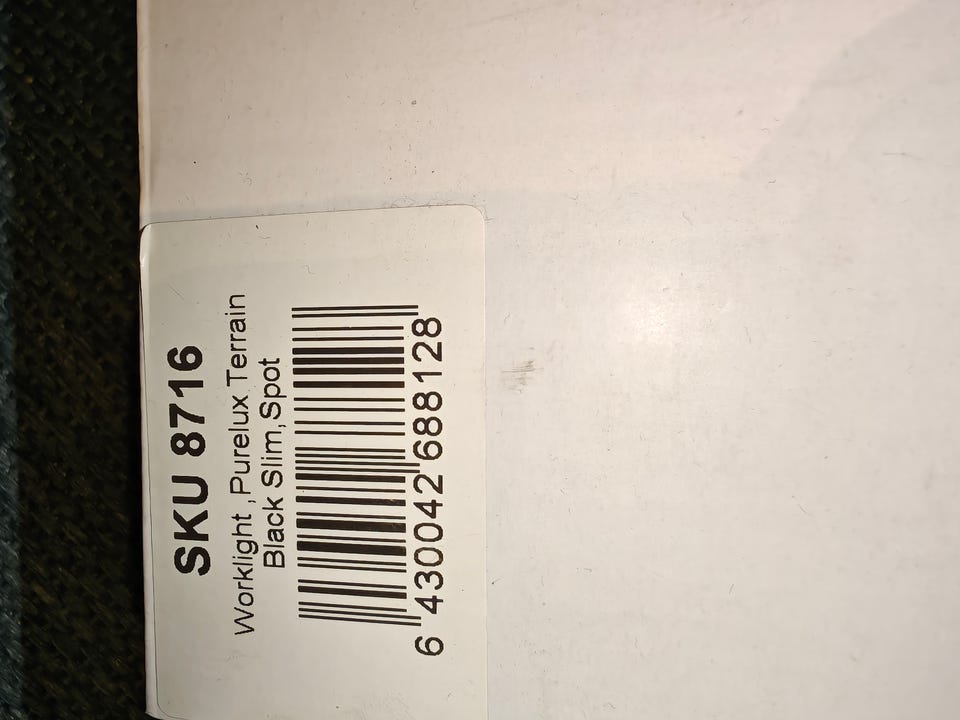 SKU 8716
Worklight ,Purelux Terrain
Black Slim,Spot
6 430042 688128